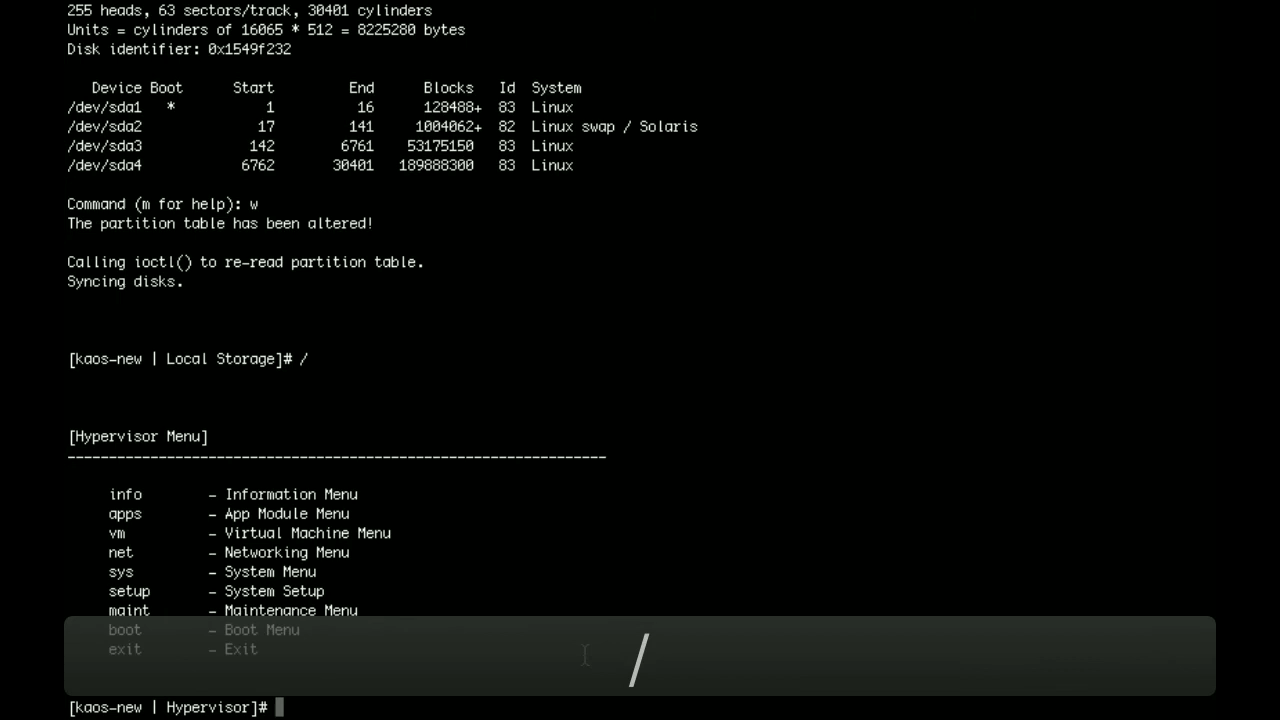 255 heads, 63 sectors/track, 30401 cylinders
Units = cylinders of 16065 * 512 = 8225280 bytes
Disk identifier: 0x1549f232
Device Boot Start End Blocks Id System
/dev/sda1 * 1 16 128488+ 83 Linux
/dev/sda2 17 141 1004062+ 82 Linux swap / Solaris
/dev/sda3 142 6761 53175150 83 Linux
/dev/sda4 6762 30401 189888300 83 Linux
Command (m for help): w
The partition table has been altered!
Calling ioctl() to re-read partition table.
Syncing disks.
[kaos-new | Local Storage]# /
[Hypervisor Menu]
-----------------------------------------------------------------
info - Information Menu
apps - App Module Menu
vm - Virtual Machine Menu
net - Networking Menu
sys - System Menu
setup - System Setup
maint - Maintenance Menu
boot - Boot Menu
exit - Exit
/
[kaos-new | Hypervisor]#